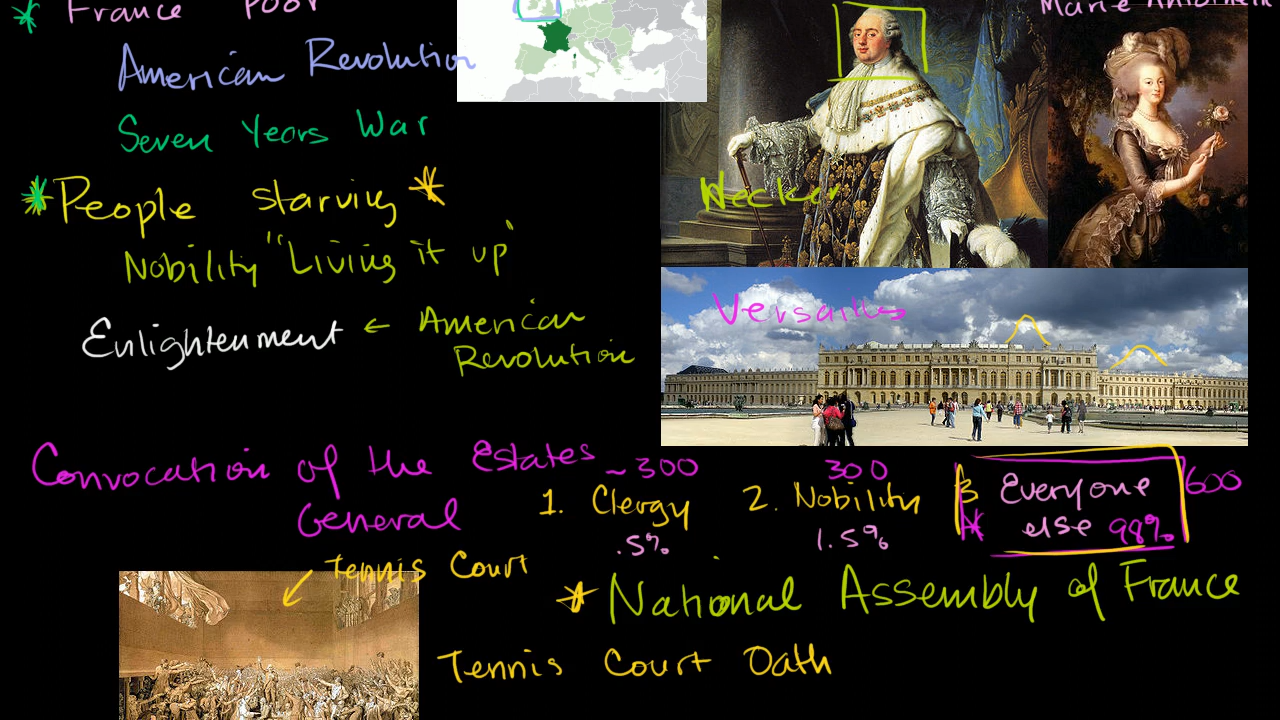 France Poor
Marie Antoinette
American Revolution
Seven Years War
People starving
Necker
Nobility "Living it up"
Versailles
Enlightenment ← American
Revolution
Convocation of the Estates
General
~300
1. Clergy
.5%
300
2. Nobility
1.5%
3 Everyone
else 98%
600
Tennis Court
National Assembly of France
Tennis Court Oath